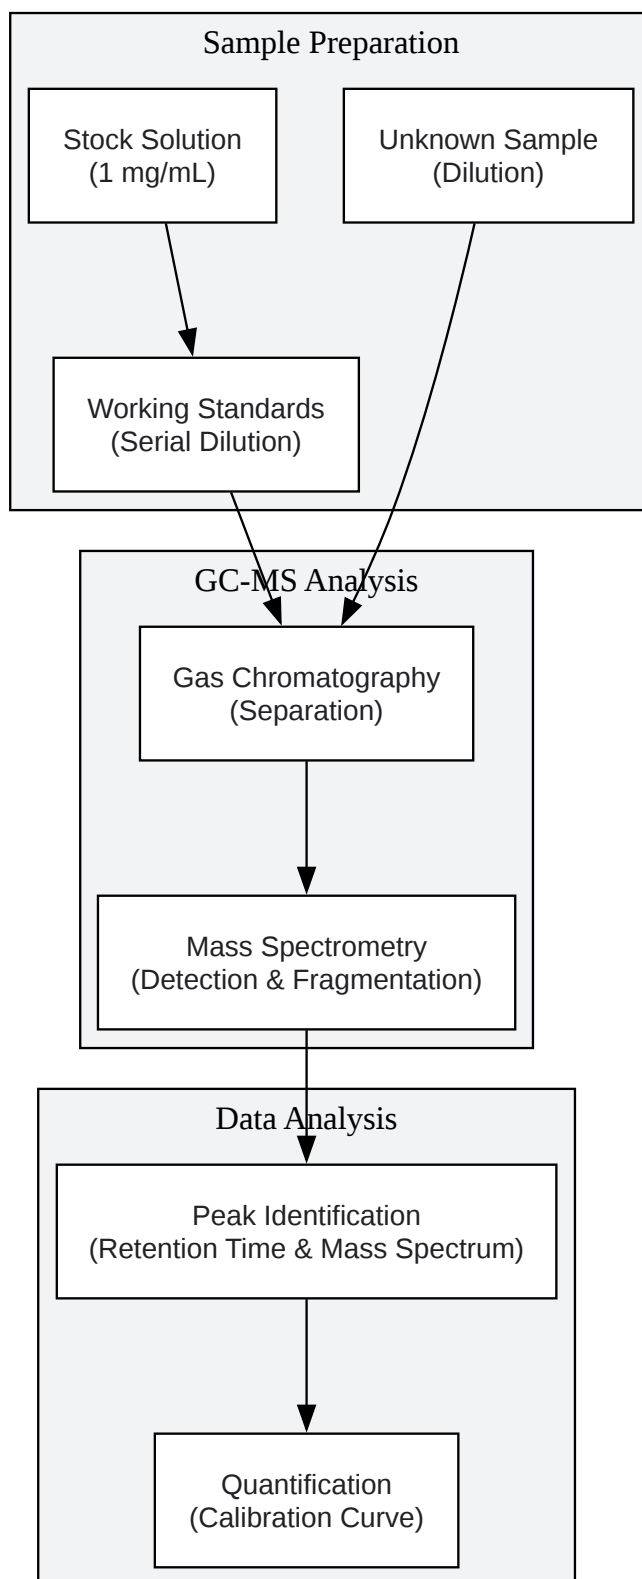 Sample Preparation
Stock Solution
(1 mg/mL)
Unknown Sample
(Dilution)
Working Standards
(Serial Dilution)
GC-MS Analysis
Gas Chromatography
(Separation)
Mass Spectrometry
(Detection & Fragmentation)
Data Analysis
Peak Identification
(Retention Time & Mass Spectrum)
Quantification
(Calibration Curve)